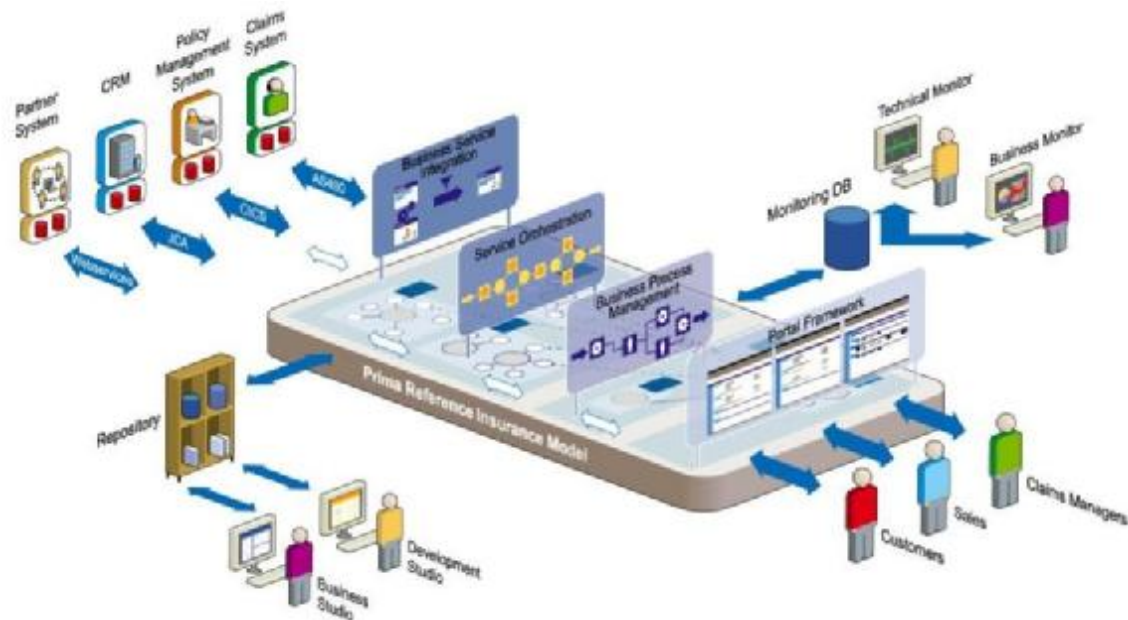 Claims
System
Policy
Management
System
CRM
Partner
System
AS400
CICS
JCA
Webservices
Business Service
Integration
Service Orchestration
Business Process
Management
Portal Framework
Prima Reference Insurance Model
Technical Monitor
Business Monitor
Monitoring DB
Repository
Development
Studio
Business
Studio
Customers
Sales
Claims Managers